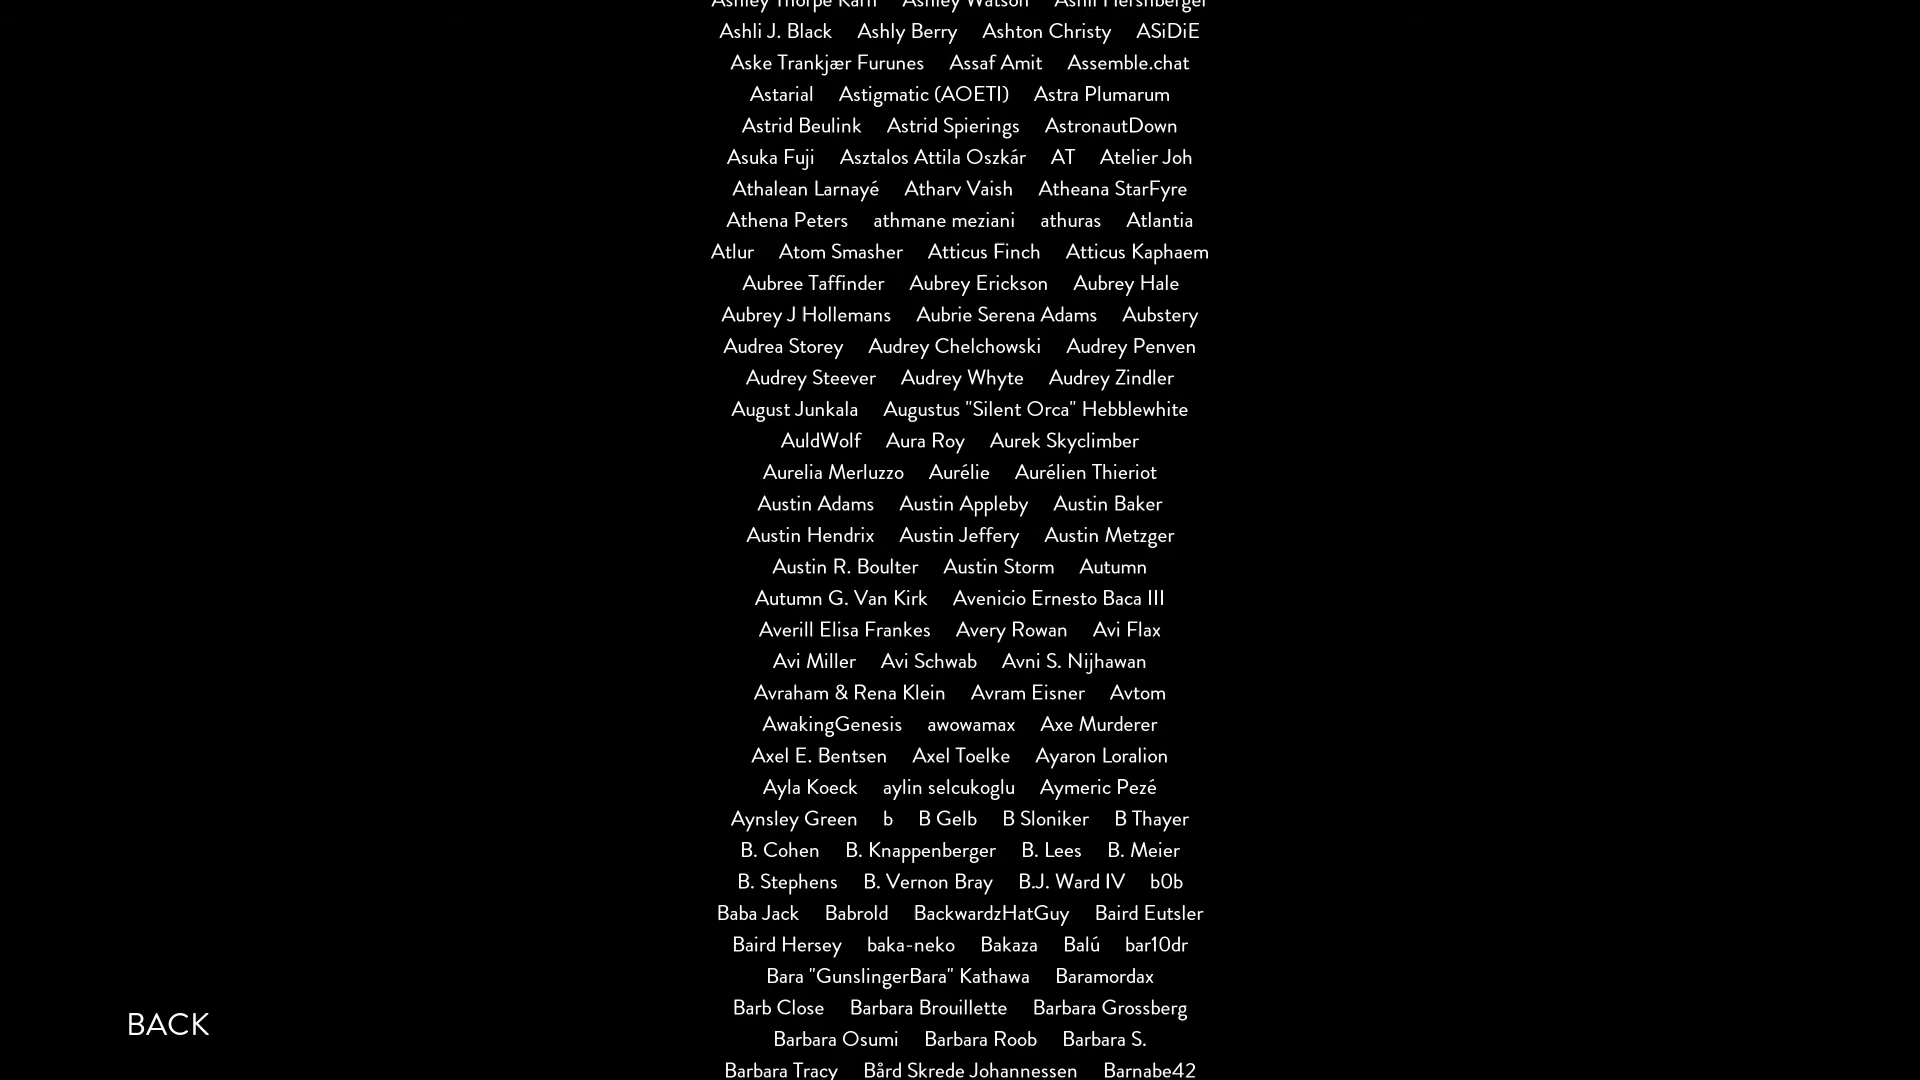 Ashley Thorpe Karn Ashley Watson Ashli Hershberger
Ashli J. Black Ashly Berry Ashton Christy ASiDiE
Aske Trankjær Furunes Assaf Amit Assemble.chat
Astarial Astigmatic (AOETI) Astra Plumarum
Astrid Beulink Astrid Spierings AstronautDown
Asuka Fuji Asztalos Attila Oszkár AT Atelier Joh
Athalean Larnayé Atharv Vaish Atheana StarFyre
Athena Peters athmane meziani athuras Atlantia
Atlur Atom Smasher Atticus Finch Atticus Kaphaem
Aubree Taffinder Aubrey Erickson Aubrey Hale
Aubrey J Hollemans Aubrie Serena Adams Aubstery
Audrea Storey Audrey Chelchowski Audrey Penven
Audrey Steever Audrey Whyte Audrey Zindler
August Junkala Augustus "Silent Orca" Hebblewhite
AuldWolf Aura Roy Aurek Skyclimber
Aurelia Merluzzo Aurélie Aurélien Thieriot
Austin Adams Austin Appleby Austin Baker
Austin Hendrix Austin Jeffery Austin Metzger
Austin R. Boulter Austin Storm Autumn
Autumn G. Van Kirk Avenicio Ernesto Baca III
Averill Elisa Frankes Avery Rowan Avi Flax
Avi Miller Avi Schwab Avni S. Nijhawan
Avraham & Rena Klein Avram Eisner Avtom
AwakingGenesis awowamax Axe Murderer
Axel E. Bentsen Axel Toelke Ayaron Loralion
Ayla Koeck aylin selcukoglu Aymeric Pezé
Aynsley Green b B Gelb B Sloniker B Thayer
B. Cohen B. Knappenberger B. Lees B. Meier
B. Stephens B. Vernon Bray B.J. Ward IV b0b
Baba Jack Babrold BackwardzHatGuy Baird Eutsler
Baird Hersey baka-neko Bakaza Balú bar10dr
Bara "GunslingerBara" Kathawa Baramordax
Barb Close Barbara Brouillette Barbara Grossberg
Barbara Osumi Barbara Roob Barbara S.
Barbara Tracy Bård Skrede Johannessen Barnabe42
BACK